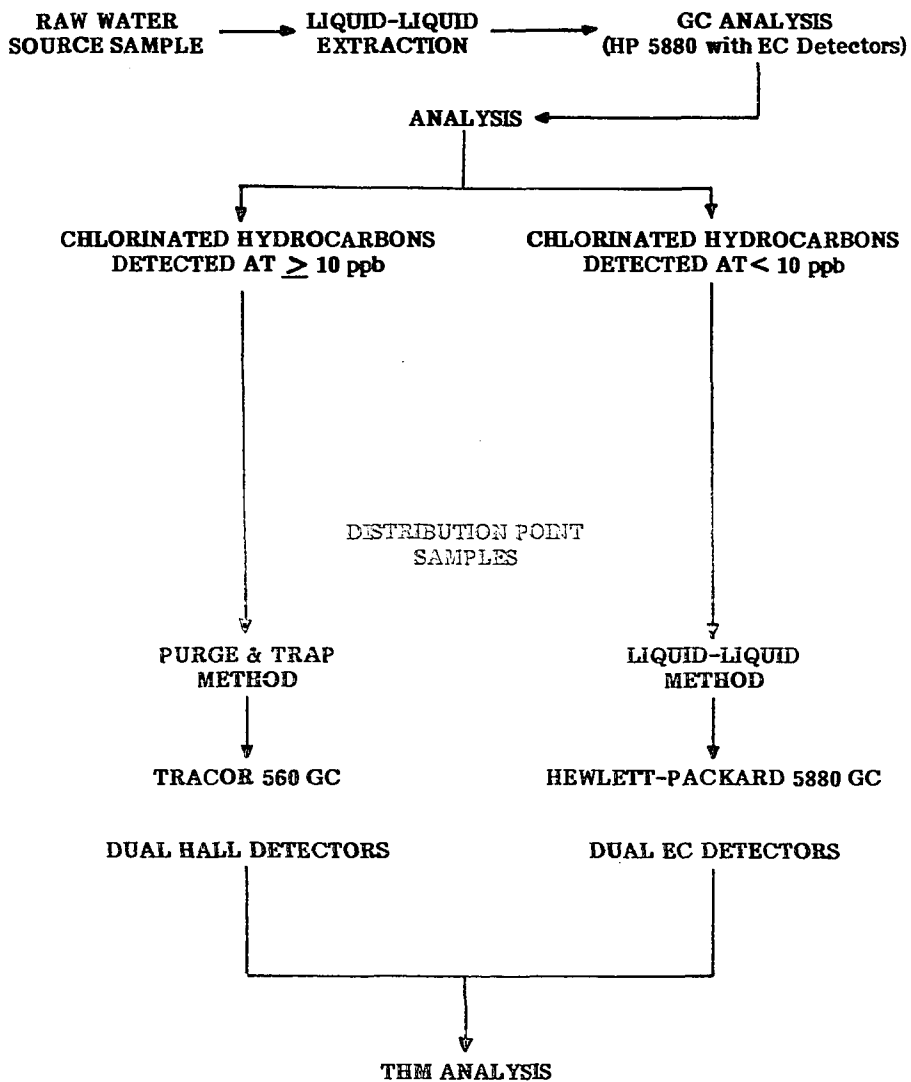 RAW WATER
SOURCE SAMPLE
LIQUID-LIQUID
EXTRACTION
GC ANALYSIS
(HP 5880 with EC Detectors)
ANALYSIS
CHLORINATED HYDROCARBONS
DETECTED AT ≥ 10 ppb
CHLORINATED HYDROCARBONS
DETECTED AT < 10 ppb
DISTRIBUTION POINT
SAMPLES
PURGE & TRAP
METHOD
LIQUID-LIQUID
METHOD
TRACOR 560 GC
HEWLETT-PACKARD 5880 GC
DUAL HALL DETECTORS
DUAL EC DETECTORS
THM ANALYSIS